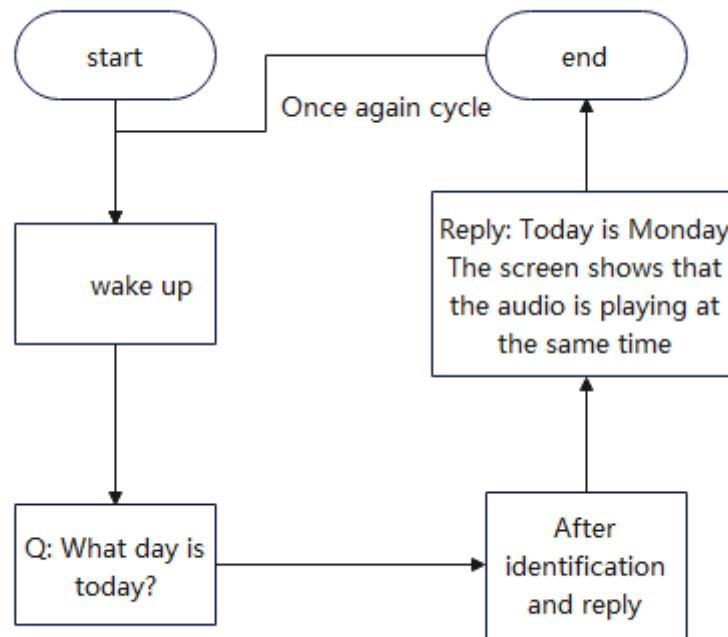 start
end
Once again cycle
wake up
Reply: Today is Monday
The screen shows that
the audio is playing at
the same time
Q: What day is
today?
After
identification
and reply